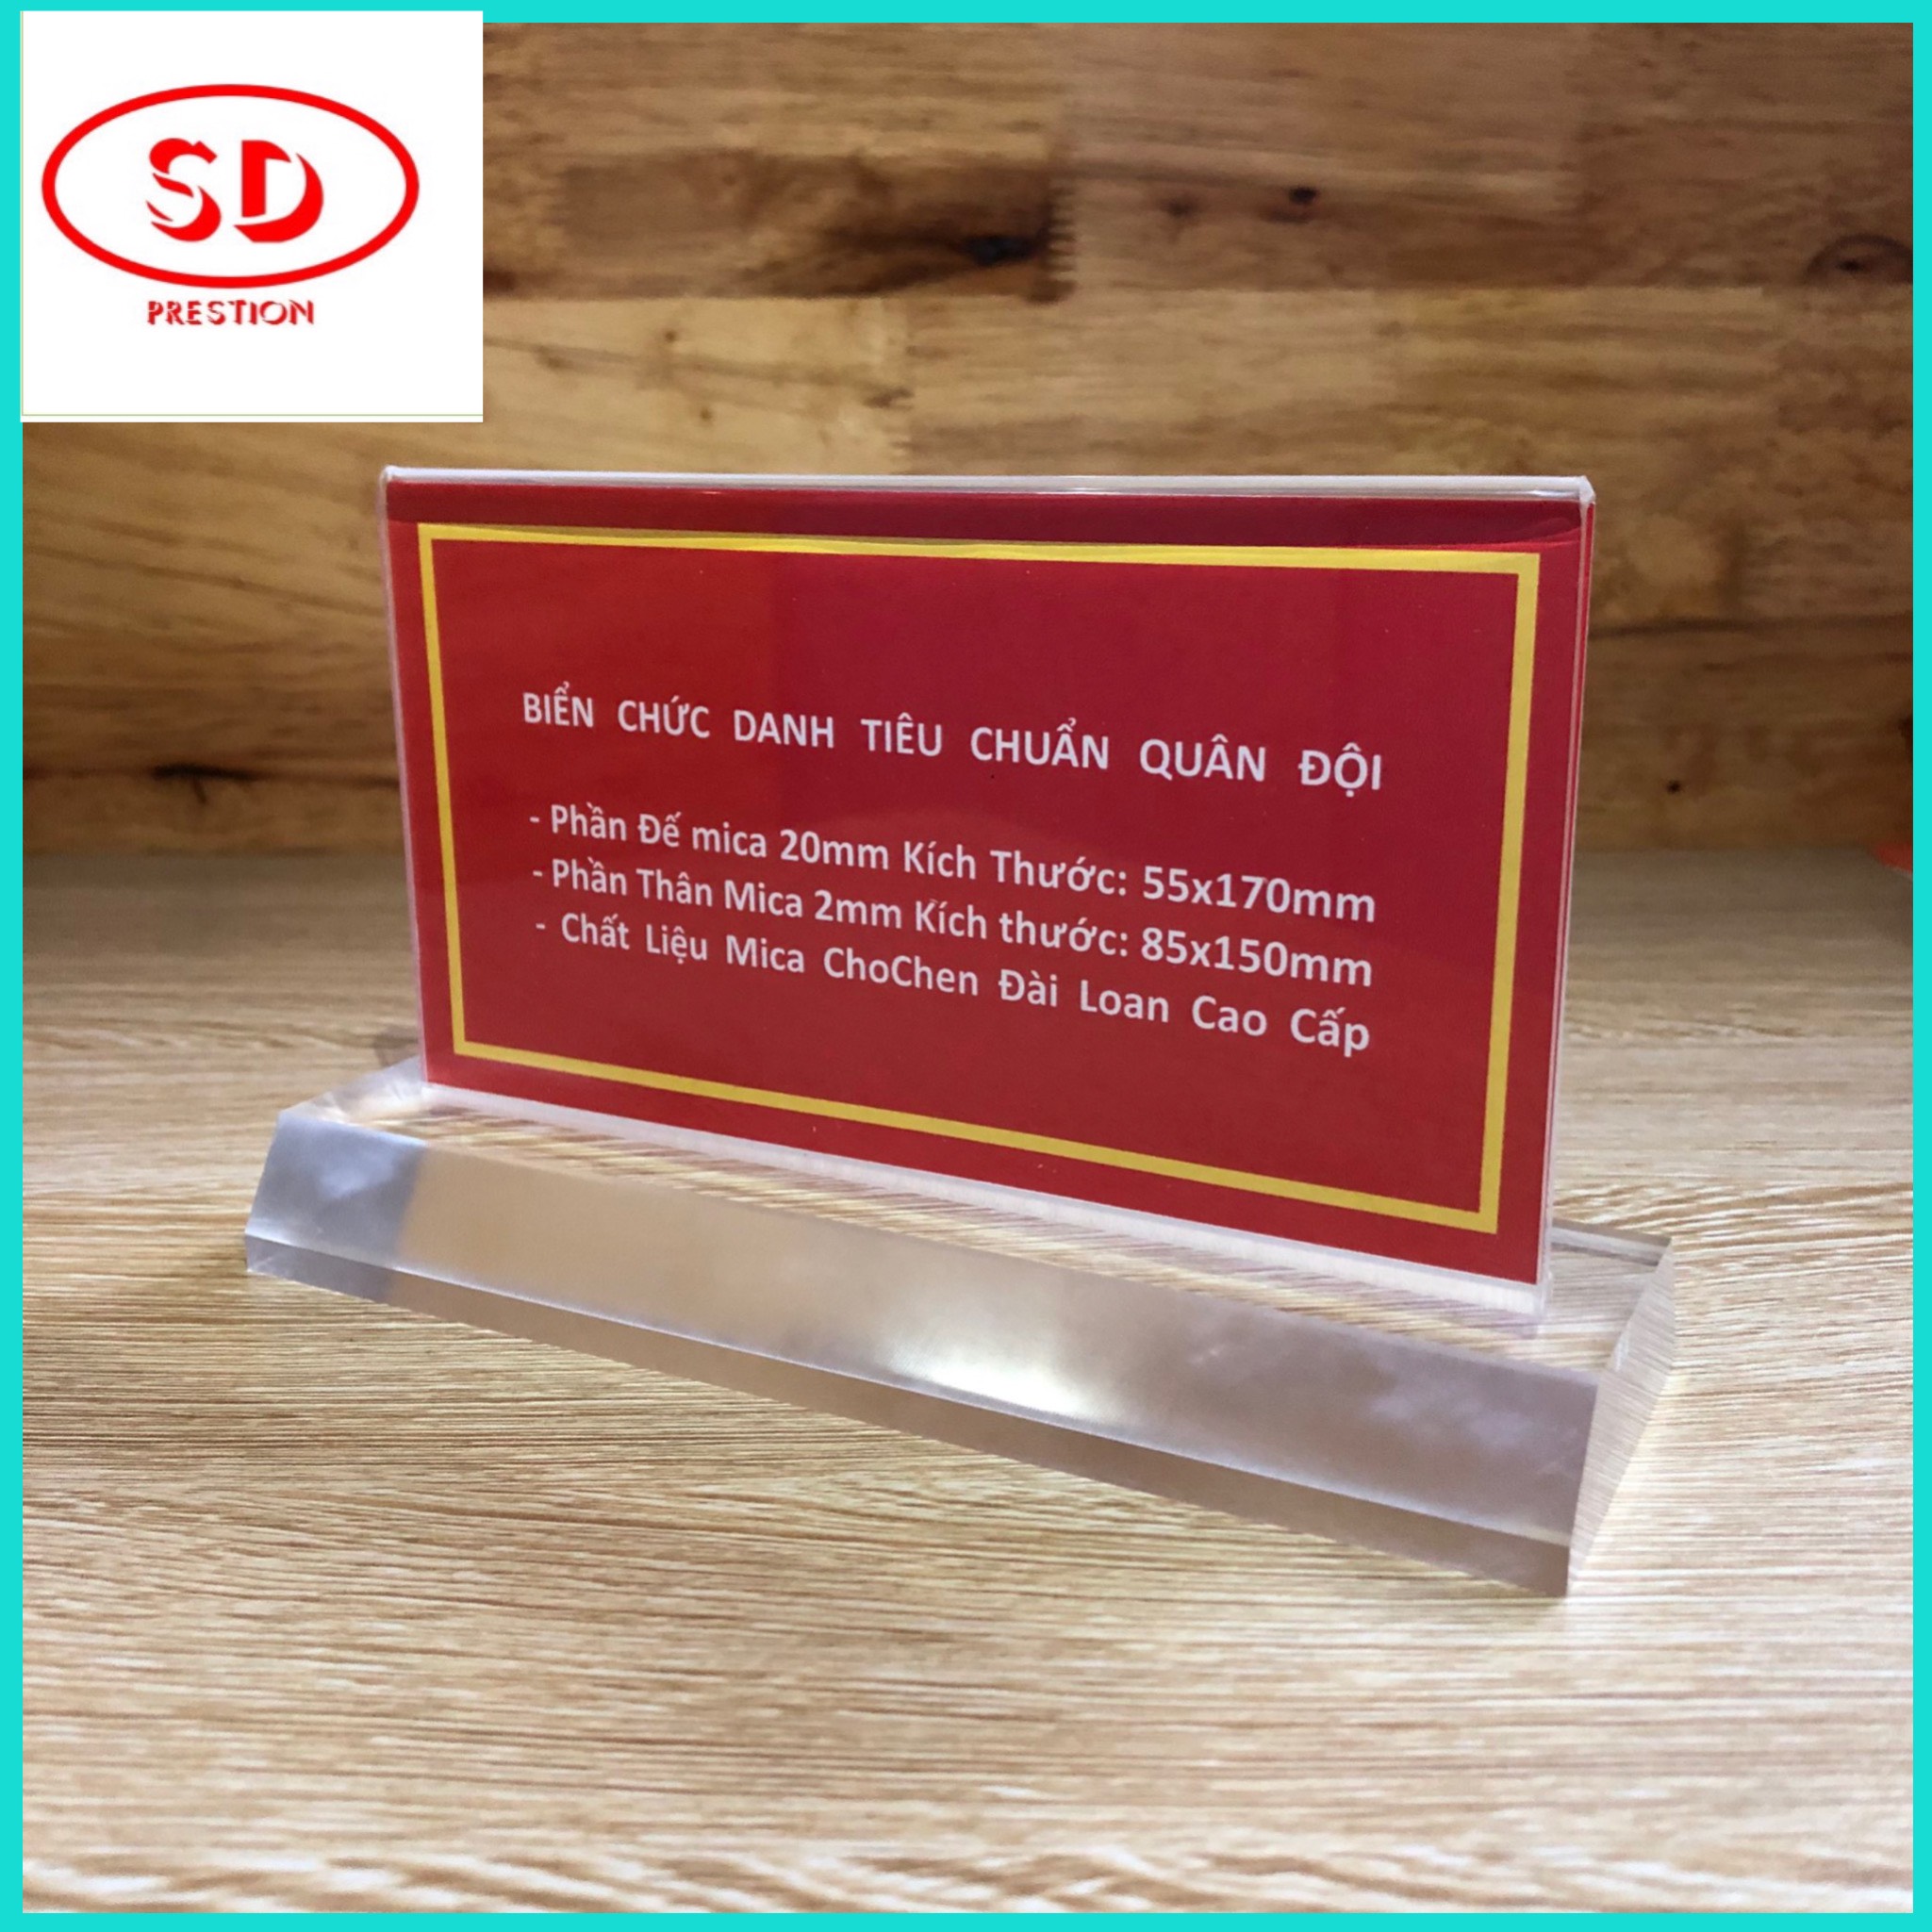 SD
PRESTION
BIỂN CHỨC DANH TIÊU CHUẨN QUÂN ĐỘI
- Phần Đế mica 20mm Kích Thước: 55x170mm
- Phần Thân Mica 2mm Kích thước: 85x150mm
- Chất Liệu Mica ChoChen Đài Loan Cao Cấp